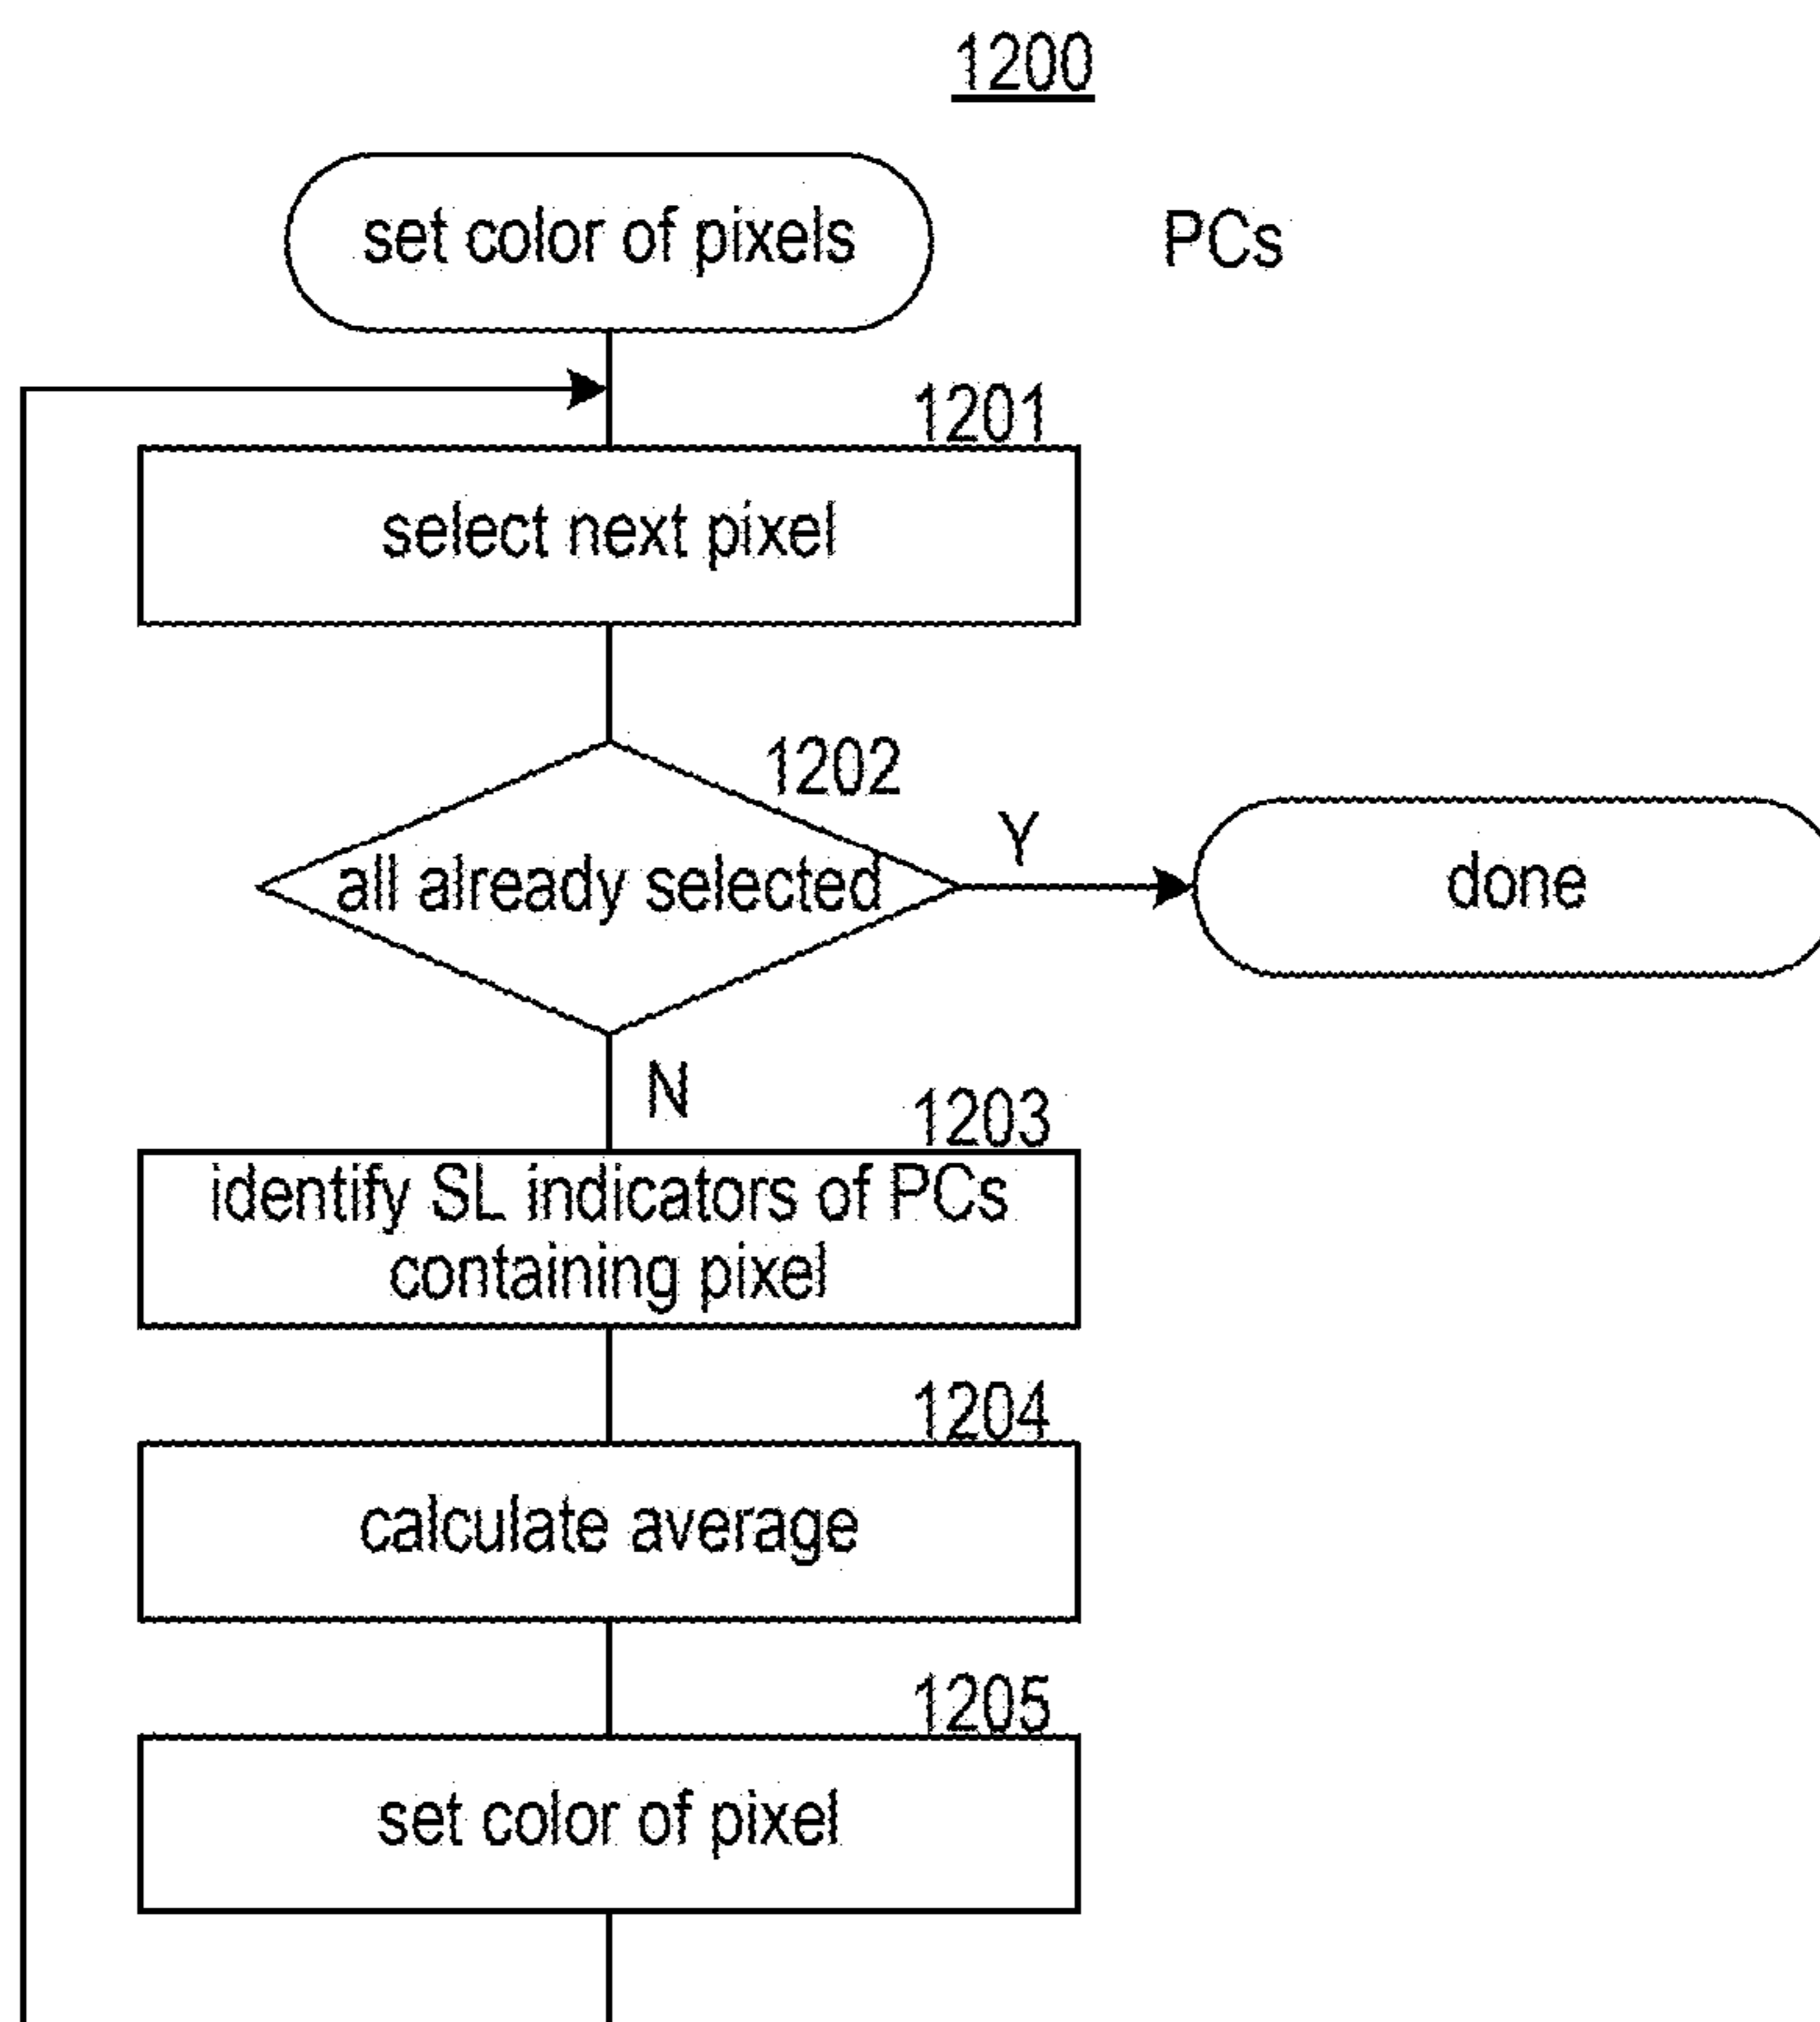 1200
set color of pixels
PCs
1201
select next pixel
1202
all already selected
Y
done
N
1203
identify SL indicators of PCs
containing pixel
1204
calculate average
1205
set color of pixel